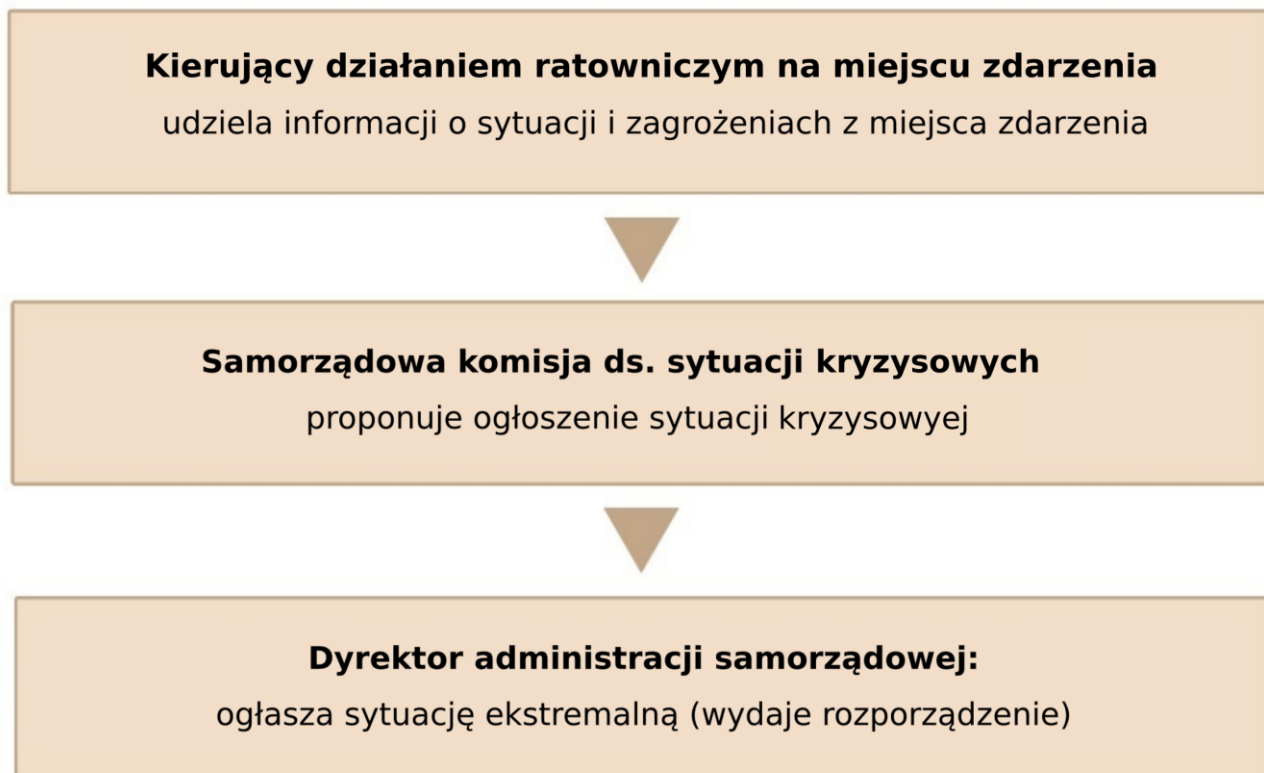 Kierujący działaniem ratowniczym na miejscu zdarzenia
udziela informacji o sytuacji i zagrożeniach z miejsca zdarzenia
Samorządowa komisja ds. sytuacji kryzysowych
proponuje ogłoszenie sytuacji kryzysowyej
Dyrektor administracji samorządowej:
ogłasza sytuację ekstremalną (wydaje rozporządzenie)